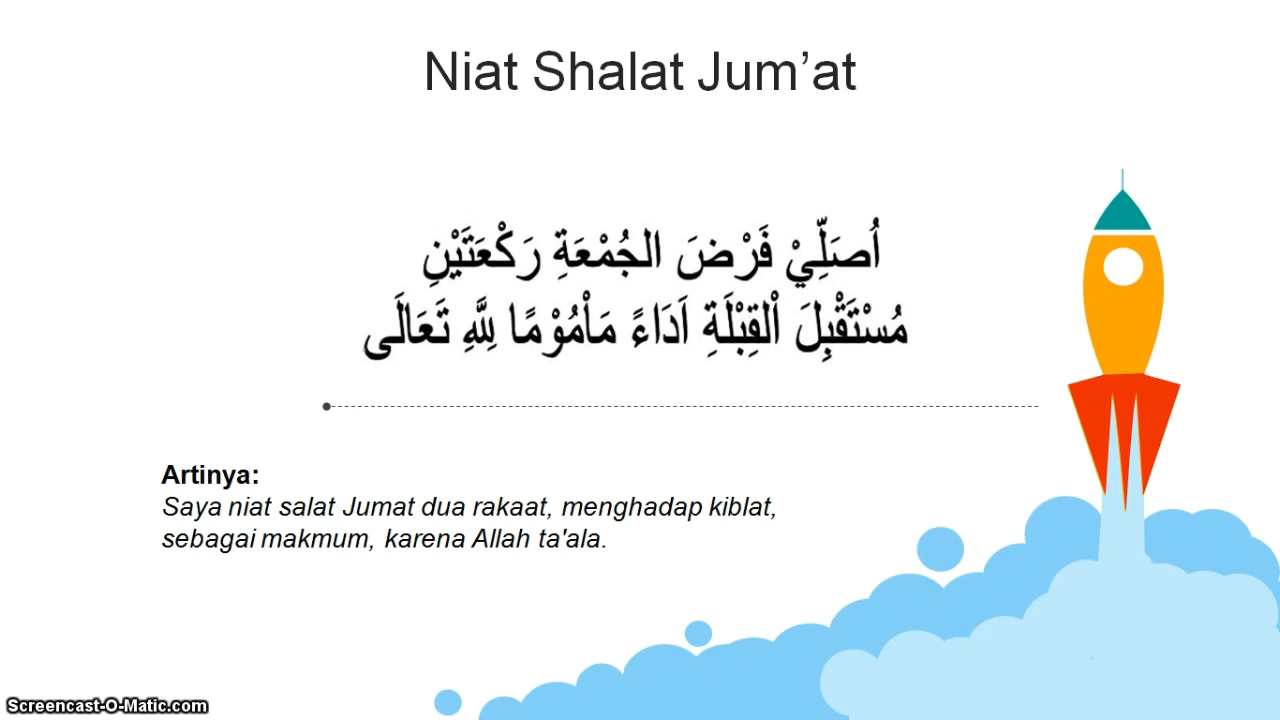 Niat Shalat Jum’at
اُصَلِّيْ فَرْضَ الجُمْعَةِ رَكْعَتَيْنِ
مُسْتَقْبِلَ اْلقِبْلَةِ اَدَاءً مَاْمُوْمًا لِلَّهِ تَعَالَى
Artinya:
Saya niat salat Jumat dua rakaat, menghadap kiblat,
sebagai makmum, karena Allah ta'ala.
Screencast-O-Matic.com